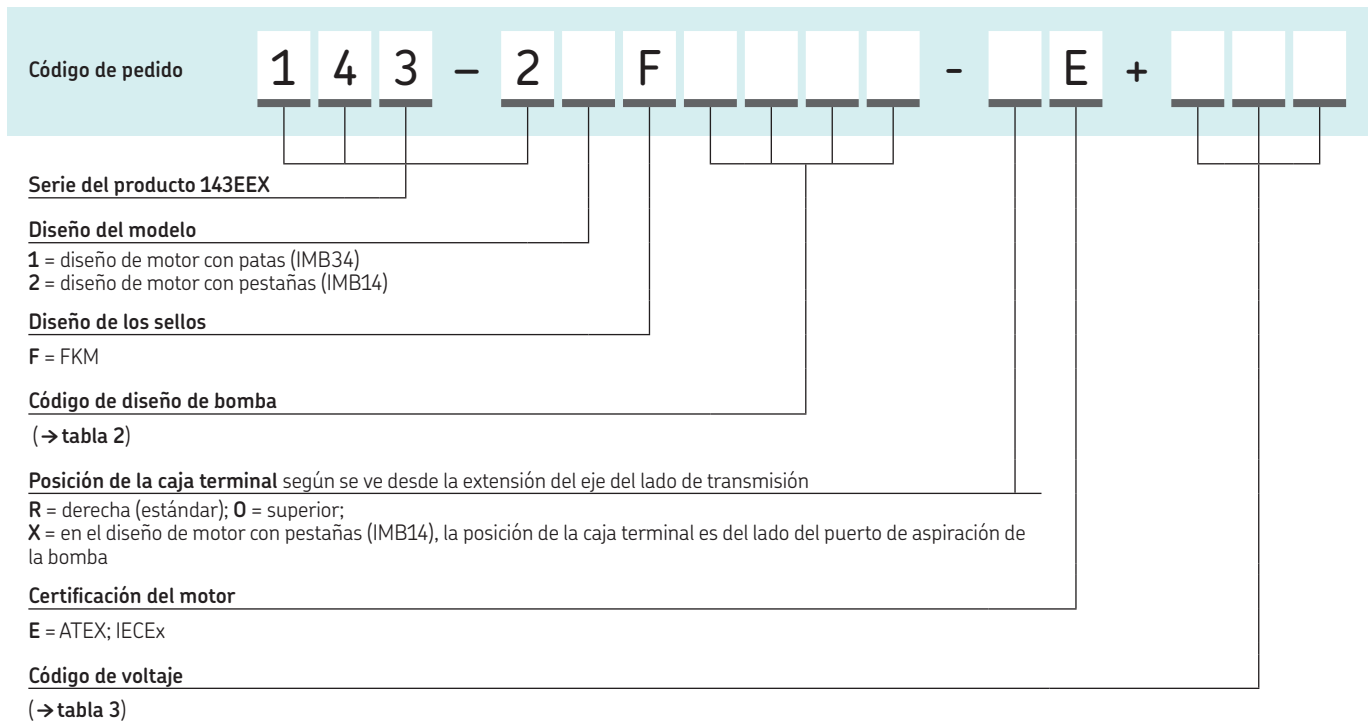 Código de pedido 1 4 3 – 2 F - E +
Serie del producto 143EEX
Diseño del modelo
1 = diseño de motor con patas (IMB34)
2 = diseño de motor con pestañas (IMB14)
Diseño de los sellos
F = FKM
Código de diseño de bomba
(→ tabla 2)
Posición de la caja terminal según se ve desde la extensión del eje del lado de transmisión
R = derecha (estándar); O = superior;
X = en el diseño de motor con pestañas (IMB14), la posición de la caja terminal es del lado del puerto de aspiración de
la bomba
Certificación del motor
E = ATEX; IECEx
Código de voltaje
(→ tabla 3)